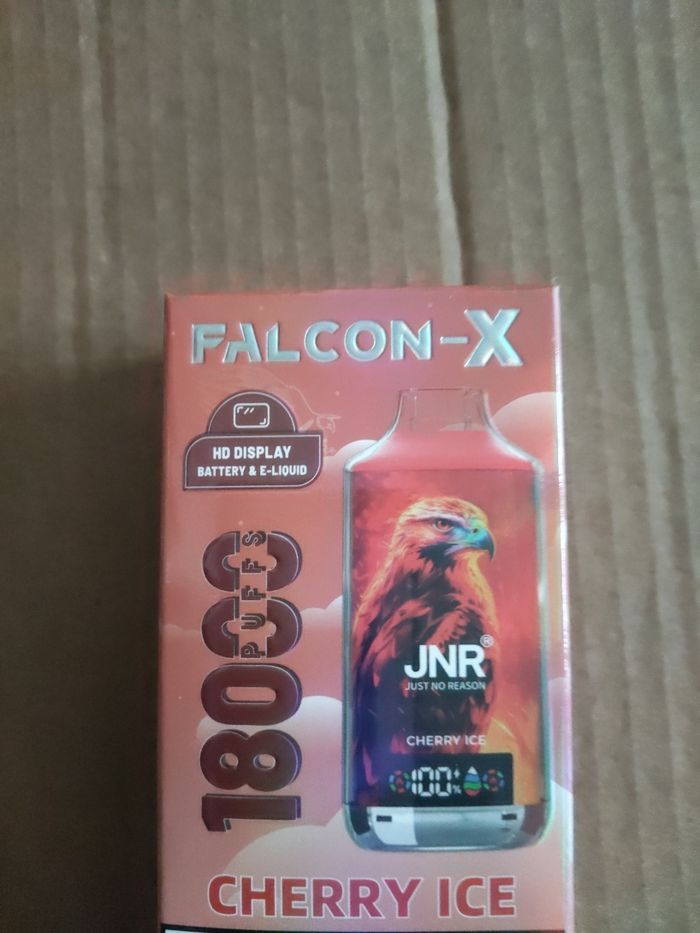 FALCON-X
HD DISPLAY
BATTERY & E-LIQUID
18000
PUFFS
JNR®
JUST NO REASON
CHERRY ICE
100%
CHERRY ICE